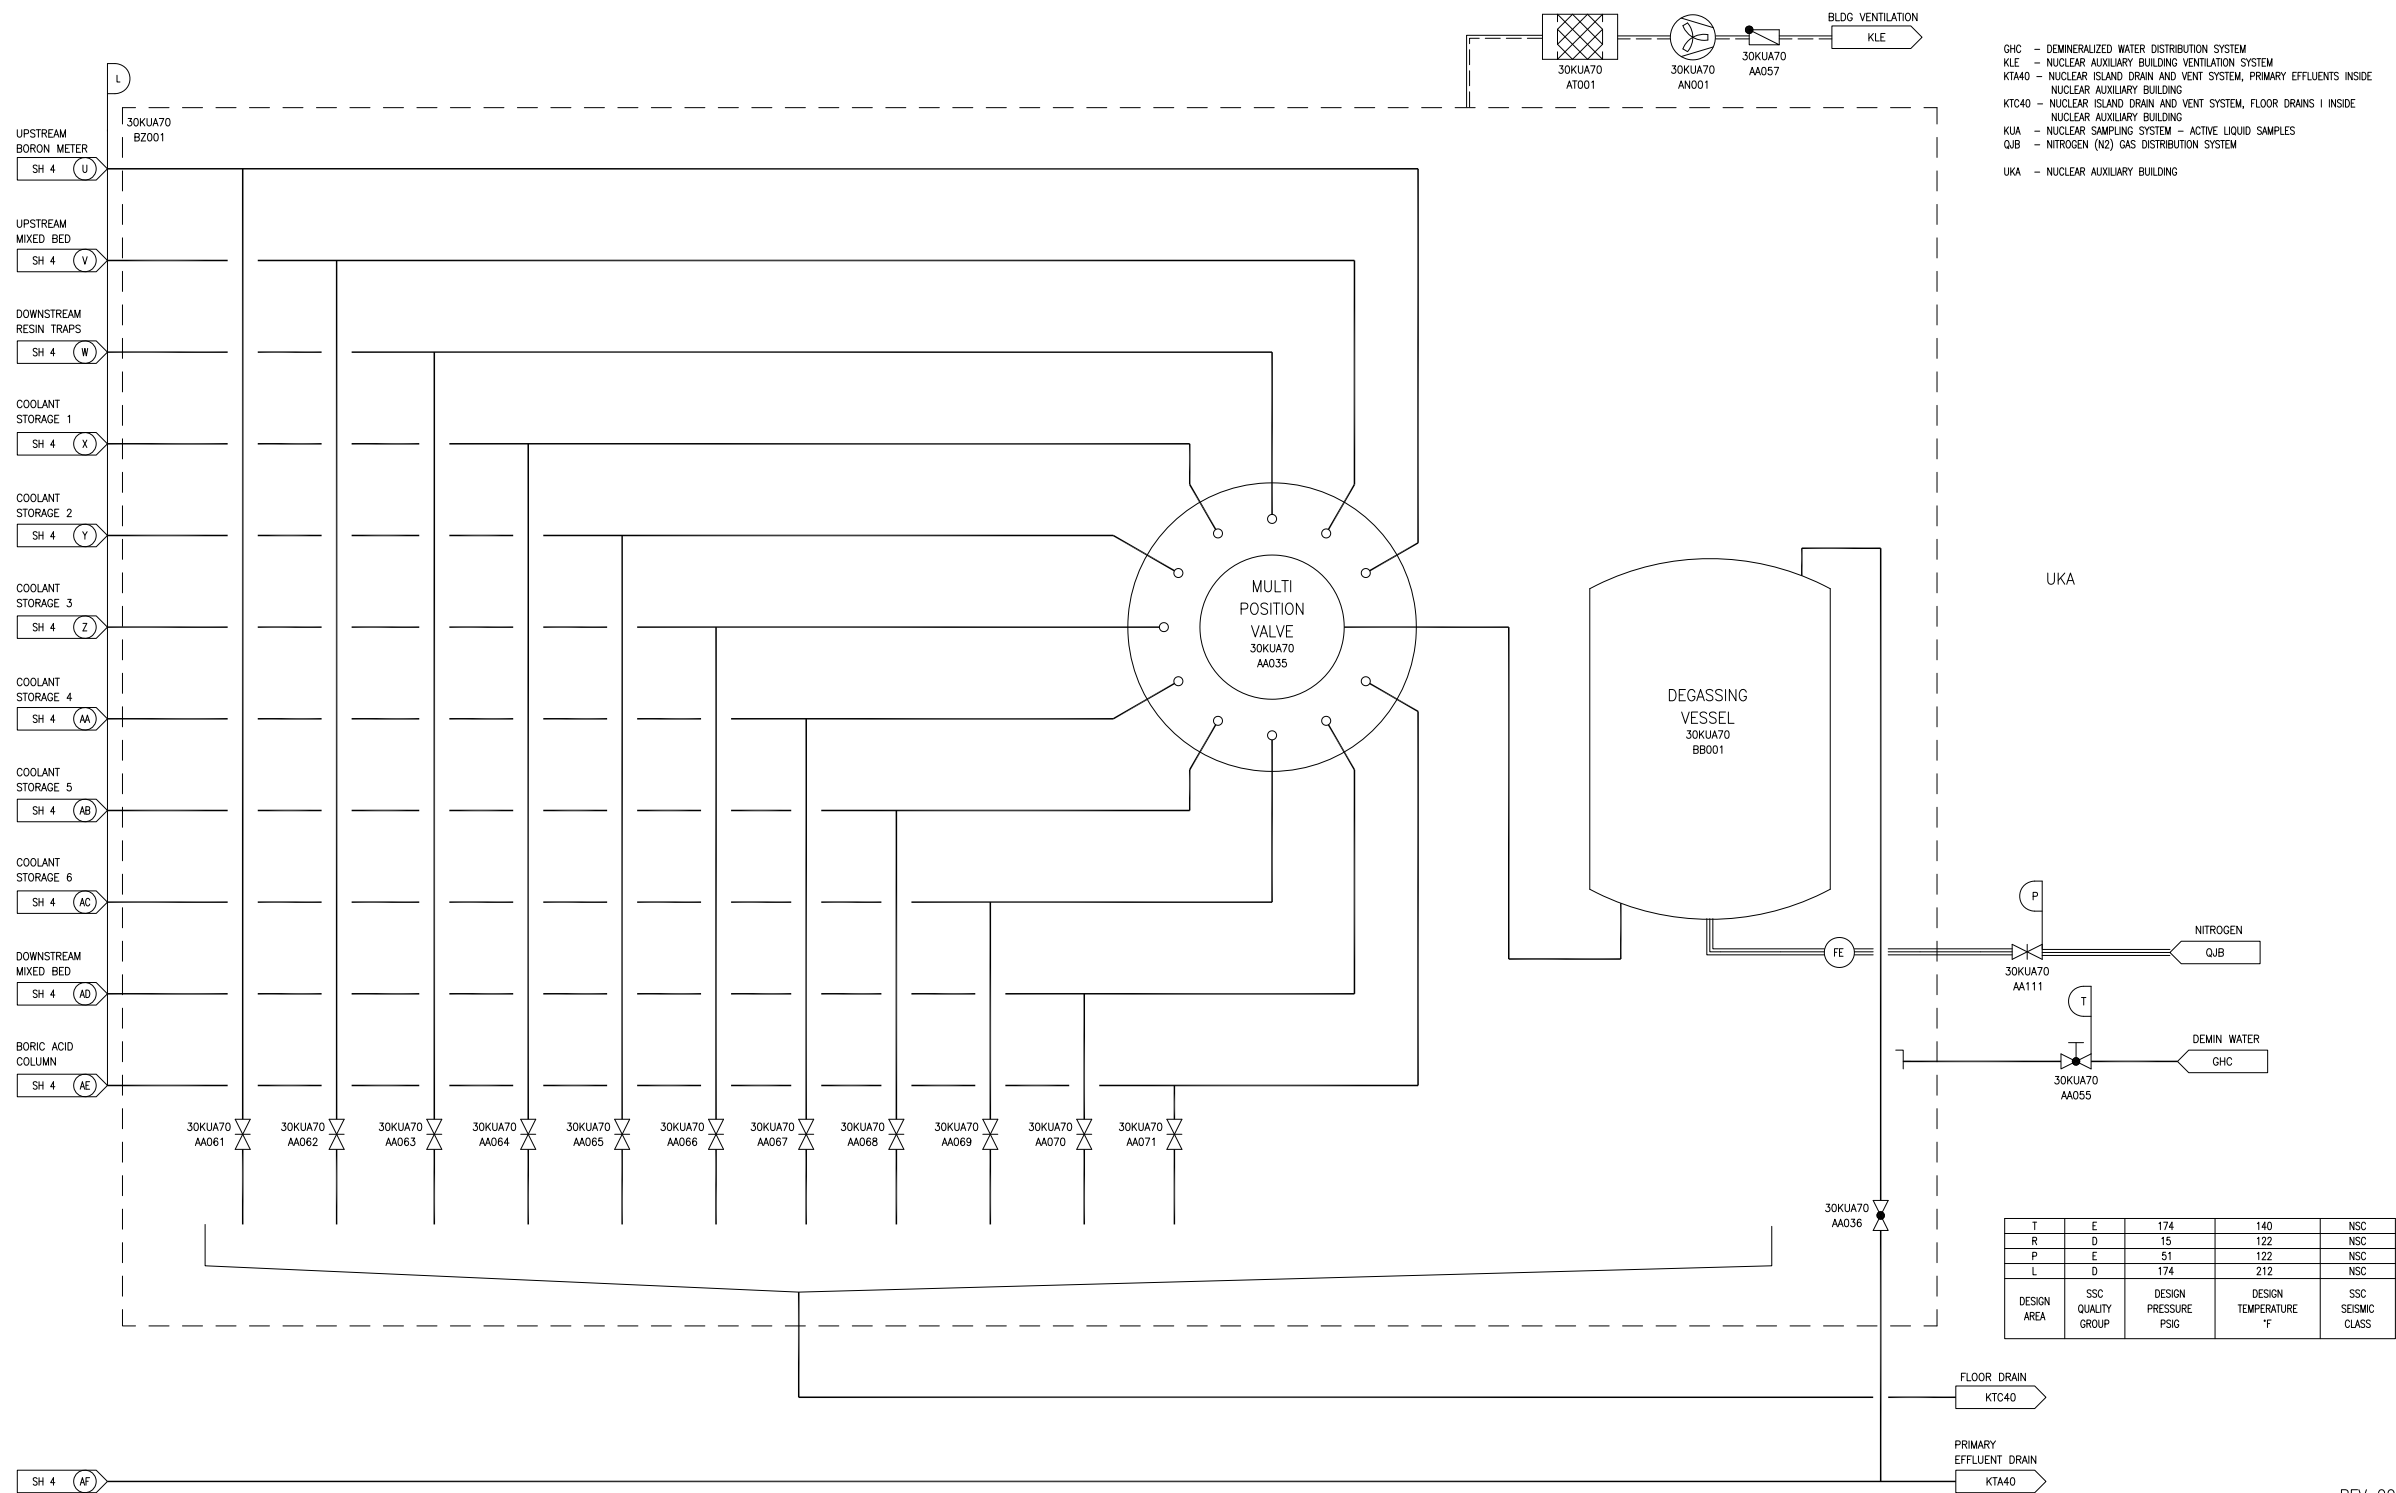 BLDG VENTILATION
KLE
30KUA70
AT001
30KUA70
AN001
30KUA70
AA057
GHC – DEMINERALIZED WATER DISTRIBUTION SYSTEM
KLE – NUCLEAR AUXILIARY BUILDING VENTILATION SYSTEM
KTA40 – NUCLEAR ISLAND DRAIN AND VENT SYSTEM, PRIMARY EFFLUENTS INSIDE
NUCLEAR AUXILIARY BUILDING
KTC40 – NUCLEAR ISLAND DRAIN AND VENT SYSTEM, FLOOR DRAINS I INSIDE
NUCLEAR AUXILIARY BUILDING
KUA – NUCLEAR SAMPLING SYSTEM – ACTIVE LIQUID SAMPLES
QJB – NITROGEN (N2) GAS DISTRIBUTION SYSTEM
UKA – NUCLEAR AUXILIARY BUILDING
L
30KUA70
BZ001
UPSTREAM
BORON METER
SH 4 U
UPSTREAM
MIXED BED
SH 4 V
DOWNSTREAM
RESIN TRAPS
SH 4 W
COOLANT
STORAGE 1
SH 4 X
COOLANT
STORAGE 2
SH 4 Y
COOLANT
STORAGE 3
SH 4 Z
COOLANT
STORAGE 4
SH 4 AA
COOLANT
STORAGE 5
SH 4 AB
COOLANT
STORAGE 6
SH 4 AC
DOWNSTREAM
MIXED BED
SH 4 AD
BORIC ACID
COLUMN
SH 4 AE
MULTI
POSITION
VALVE
30KUA70
AA035
DEGASSING
VESSEL
30KUA70
BB001
UKA
FE
P
30KUA70
AA111
NITROGEN
QJB
T
30KUA70
AA055
DEMIN WATER
GHC
30KUA70
AA061
30KUA70
AA062
30KUA70
AA063
30KUA70
AA064
30KUA70
AA065
30KUA70
AA066
30KUA70
AA067
30KUA70
AA068
30KUA70
AA069
30KUA70
AA070
30KUA70
AA071
30KUA70
AA036
T E 174 140 NSC
R D 15 122 NSC
P E 51 122 NSC
L D 174 212 NSC
DESIGN
AREA
SSC
QUALITY
GROUP
DESIGN
PRESSURE
PSIG
DESIGN
TEMPERATURE
°F
SSC
SEISMIC
CLASS
FLOOR DRAIN
KTC40
PRIMARY
EFFLUENT DRAIN
KTA40
SH 4 AF